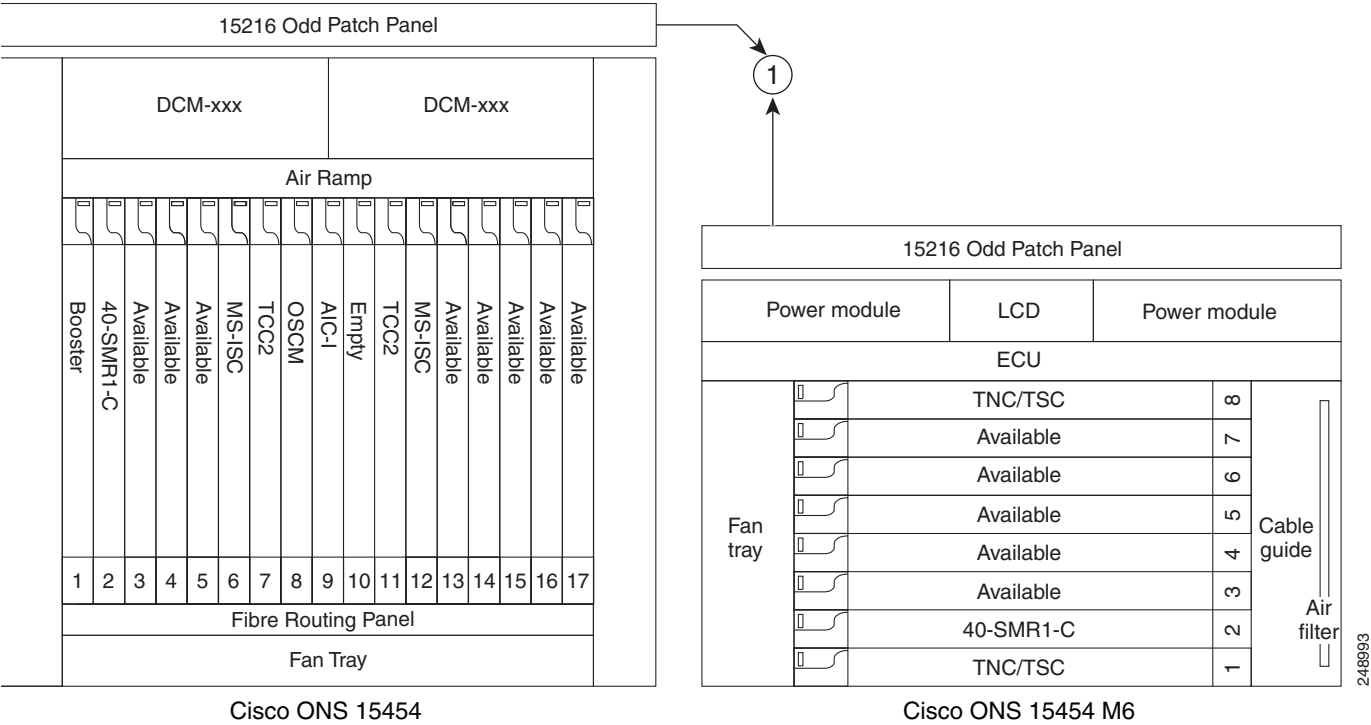 15216 Odd Patch Panel
1
DCM-xxx
DCM-xxx
Air Ramp
Booster
40-SMR1-C
Available
Available
Available
MS-ISC
TCC2
OSCM
AIC-I
Empty
TCC2
MS-ISC
Available
Available
Available
Available
Available
1 2 3 4 5 6 7 8 9 10 11 12 13 14 15 16 17
Fibre Routing Panel
Fan Tray
Cisco ONS 15454
15216 Odd Patch Panel
Power module
LCD
Power module
ECU
Fan
tray
TNC/TSC 8
Available 7
Available 6
Available 5
Available 4
Available 3
40-SMR1-C 2
TNC/TSC 1
Cable
guide
Air
filter
Cisco ONS 15454 M6
248993